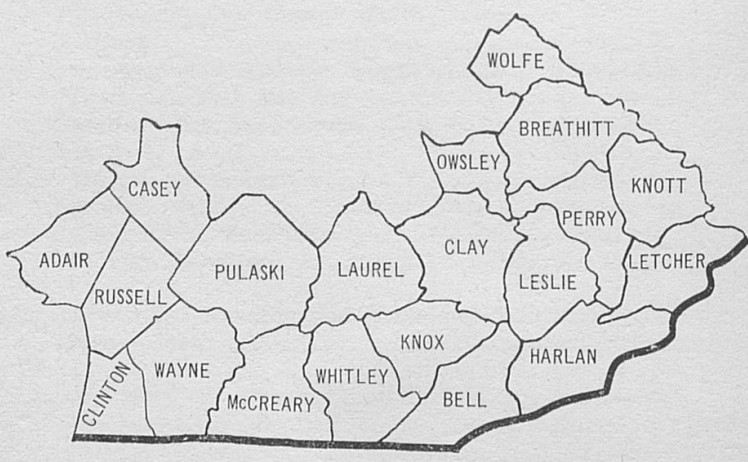 WOLFE
BREATHITT
OWSLEY
KNOTT
CASEY
PERRY
CLAY
ADAIR
PULASKI
LAUREL
LETCHER
LESLIE
RUSSELL
KNOX
HARLAN
WAYNE
WHITLEY
CLINTON
McCREARY
BELL